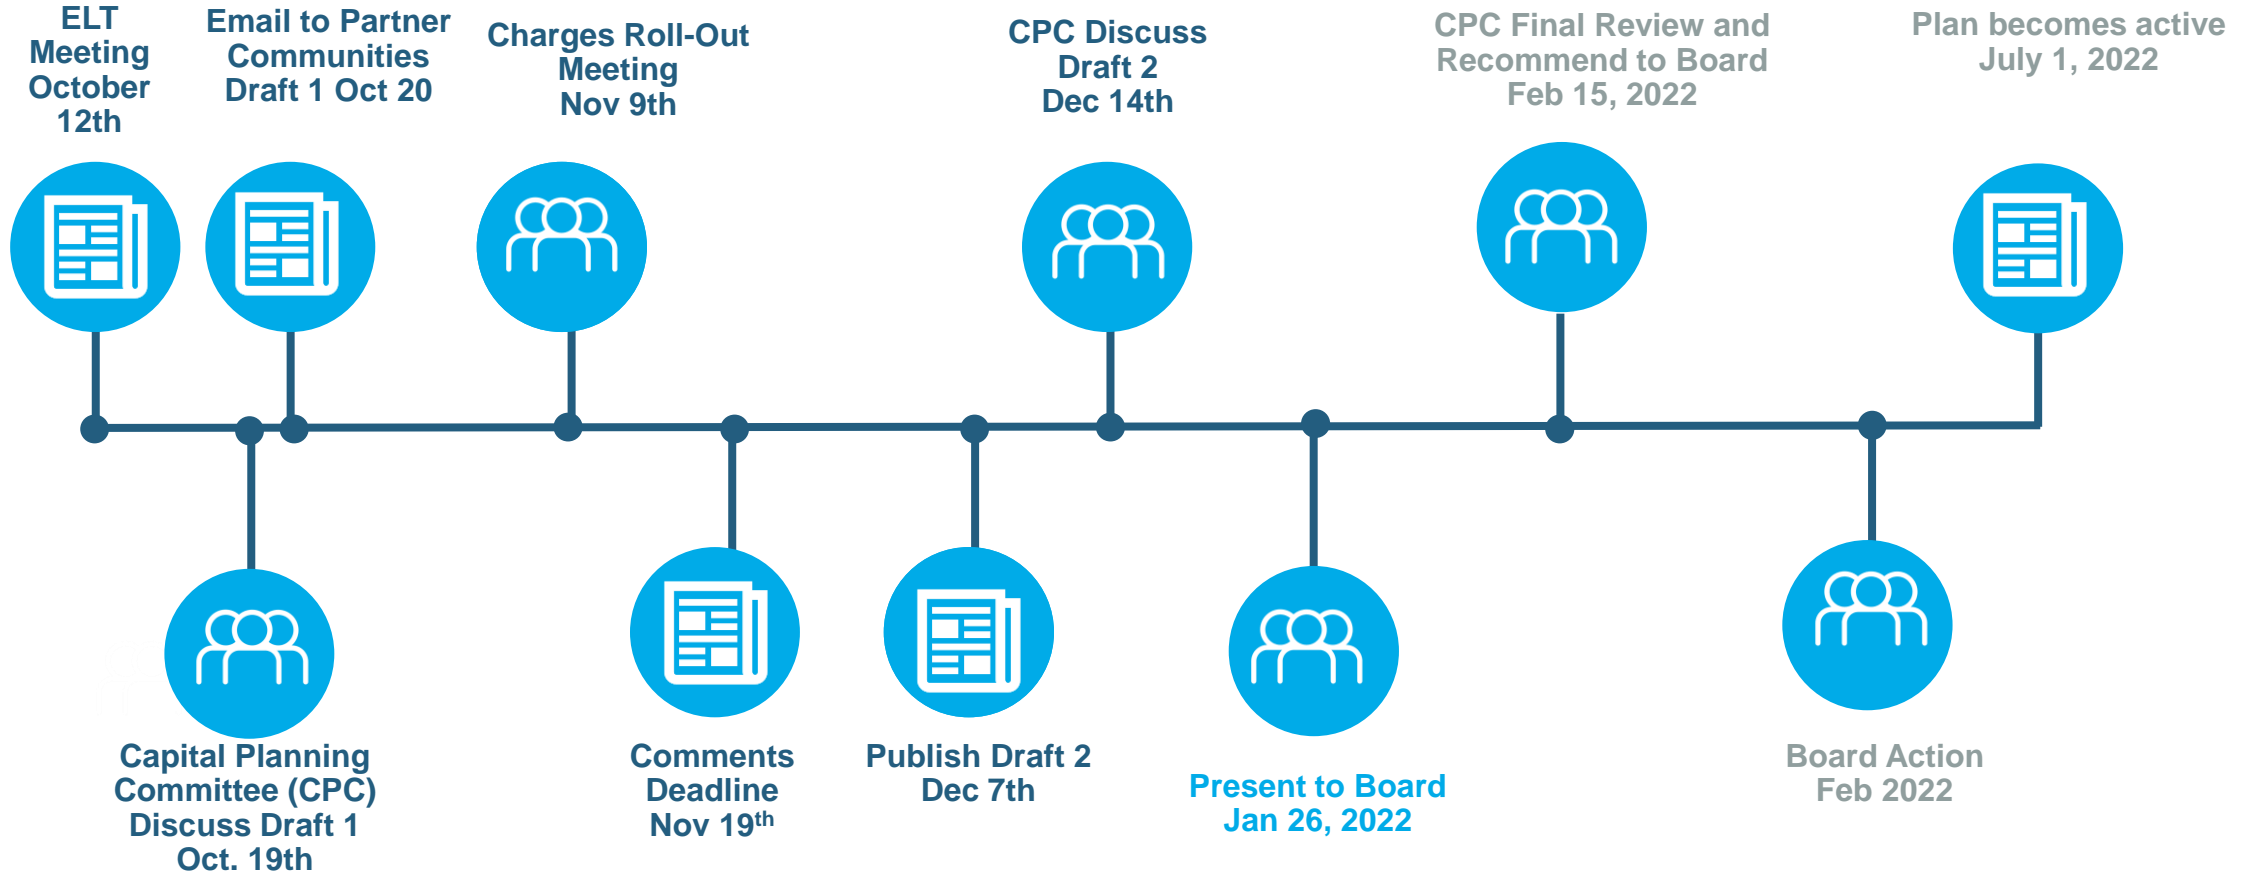 ELT
Meeting
October
12th
Email to Partner
Communities
Draft 1 Oct 20
Charges Roll-Out
Meeting
Nov 9th
CPC Discuss
Draft 2
Dec 14th
CPC Final Review and
Recommend to Board
Feb 15, 2022
Plan becomes active
July 1, 2022
Capital Planning
Committee (CPC)
Discuss Draft 1
Oct. 19th
Comments
Deadline
Nov 19th
Publish Draft 2
Dec 7th
Present to Board
Jan 26, 2022
Board Action
Feb 2022